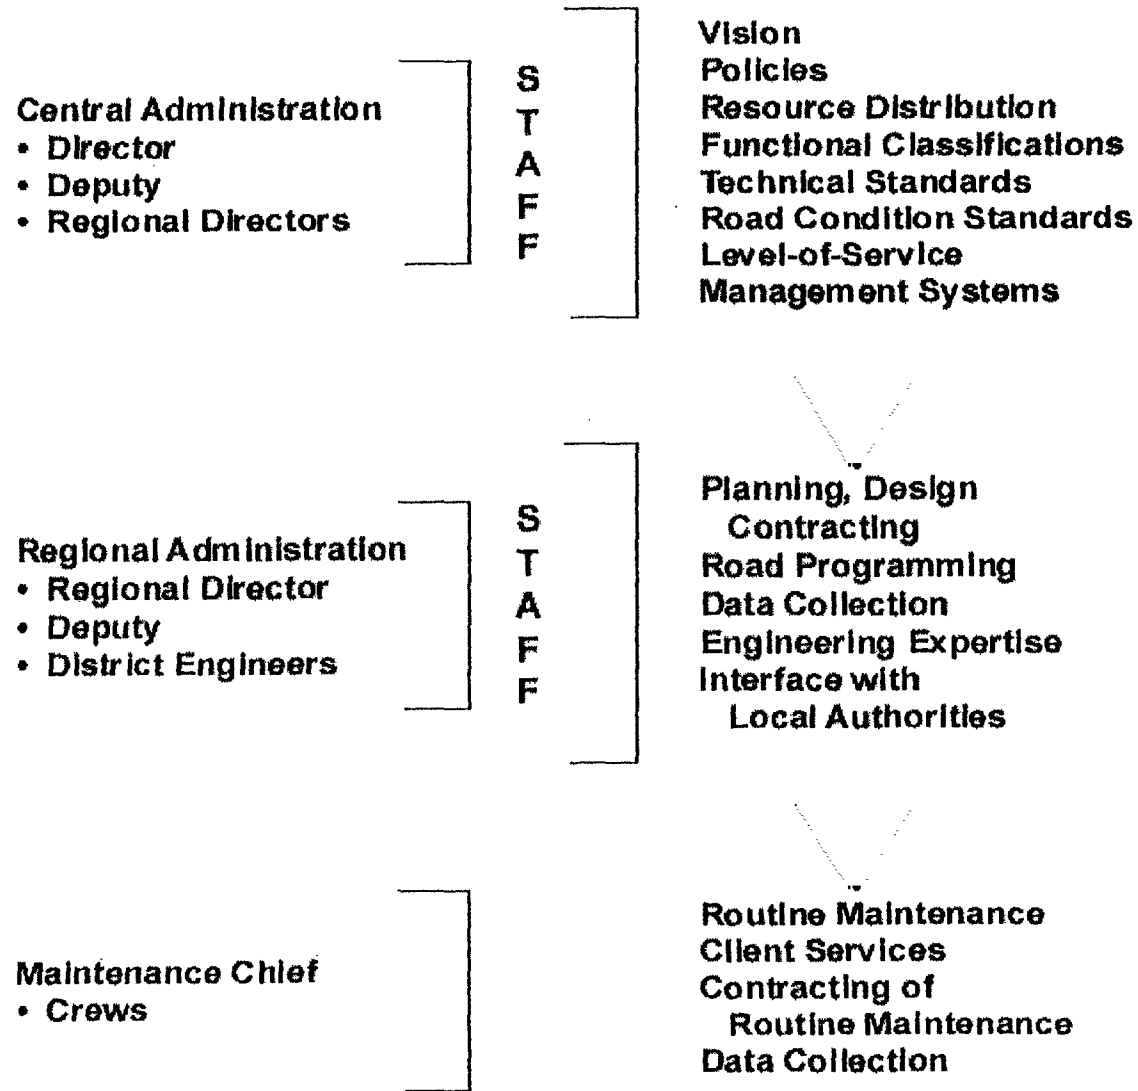 Central Administration
• Director
• Deputy
• Regional Directors
S
T
A
F
F
Vision
Policies
Resource Distribution
Functional Classifications
Technical Standards
Road Condition Standards
Level-of-Service
Management Systems
Regional Administration
• Regional Director
• Deputy
• District Engineers
S
T
A
F
F
Planning, Design
Contracting
Road Programming
Data Collection
Engineering Expertise
Interface with
Local Authorities
Maintenance Chief
• Crews
Routine Maintenance
Client Services
Contracting of
Routine Maintenance
Data Collection